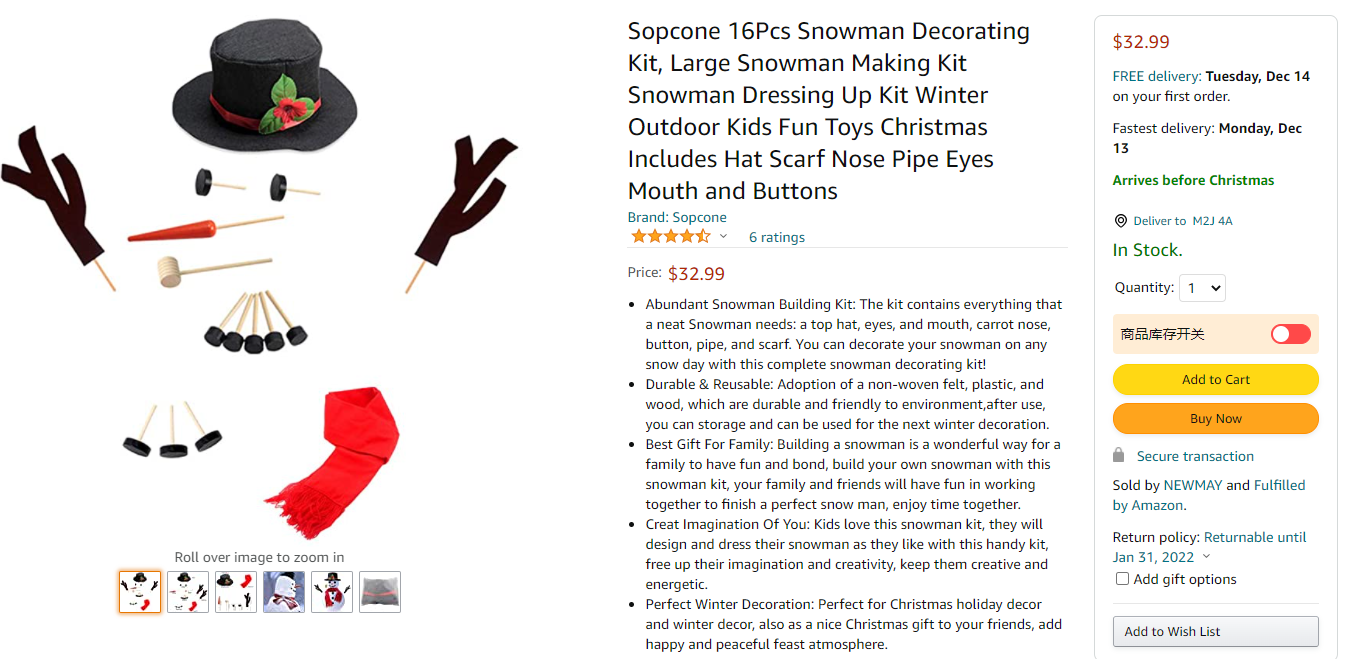 Sopcone 16Pcs Snowman Decorating
Kit, Large Snowman Making Kit
Snowman Dressing Up Kit Winter
Outdoor Kids Fun Toys Christmas
Includes Hat Scarf Nose Pipe Eyes
Mouth and Buttons
Brand: Sopcone
6 ratings
Price: $32.99
Abundant Snowman Building Kit: The kit contains everything that
a neat Snowman needs: a top hat, eyes, and mouth, carrot nose,
button, pipe, and scarf. You can decorate your snowman on any
snow day with this complete snowman decorating kit!
Durable & Reusable: Adoption of a non-woven felt, plastic, and
wood, which are durable and friendly to environment,after use,
you can storage and can be used for the next winter decoration.
Best Gift For Family: Building a snowman is a wonderful way for a
family to have fun and bond, build your own snowman with this
snowman kit, your family and friends will have fun in working
together to finish a perfect snow man, enjoy time together.
Creat Imagination Of You: Kids love this snowman kit, they will
design and dress their snowman as they like with this handy kit,
free up their imagination and creativity, keep them creative and
energetic.
Perfect Winter Decoration: Perfect for Christmas holiday decor
and winter decor, also as a nice Christmas gift to your friends, add
happy and peaceful feast atmosphere.
Roll over image to zoom in
$32.99
FREE delivery: Tuesday, Dec 14
on your first order.
Fastest delivery: Monday, Dec
13
Arrives before Christmas
Deliver to M2J 4A
In Stock.
Quantity: 1
商品库存开关
Add to Cart
Buy Now
Secure transaction
Sold by NEWMAY and Fulfilled
by Amazon.
Return policy: Returnable until
Jan 31, 2022
Add gift options
Add to Wish List